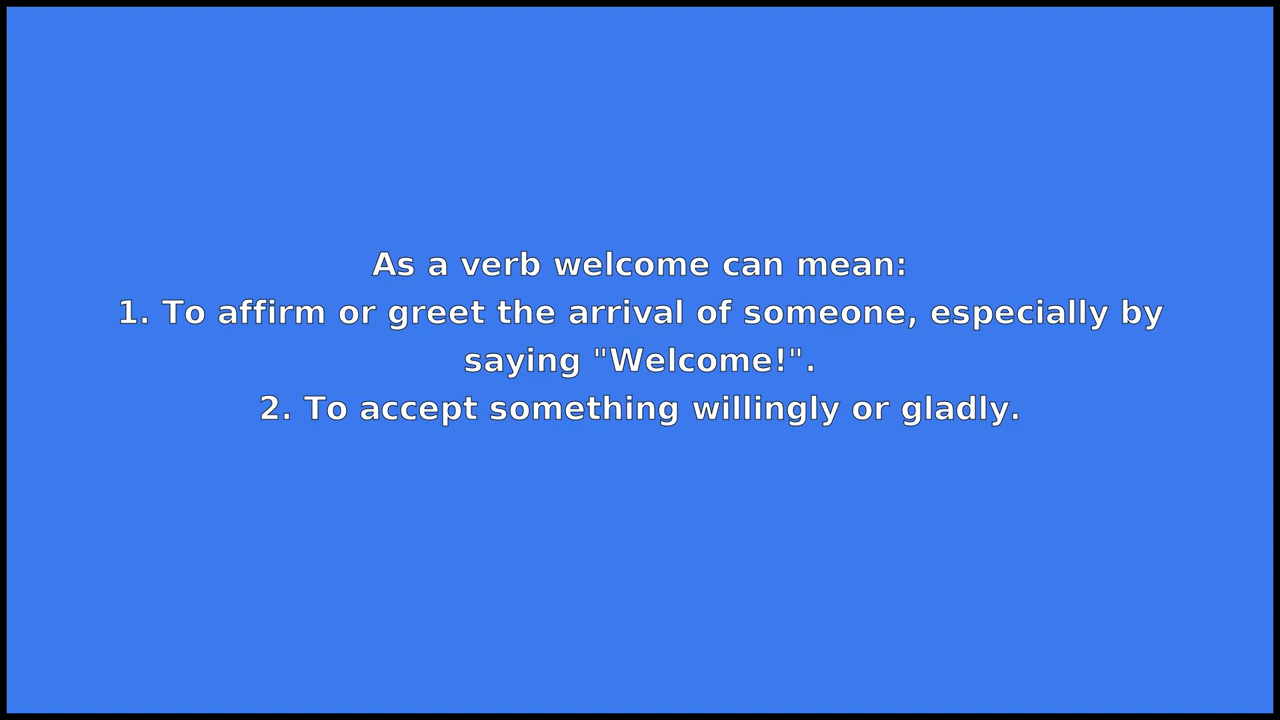 As a verb welcome can mean:
1. To affirm or greet the arrival of someone, especially by
saying "Welcome!".
2. To accept something willingly or gladly.